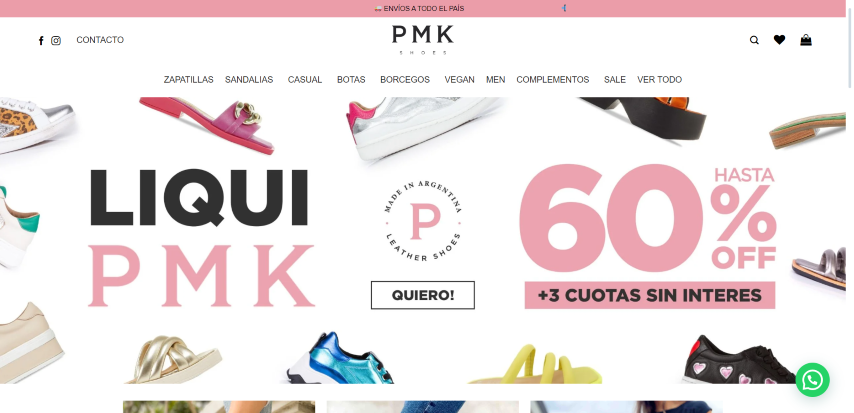 ENVÍOS A TODO EL PAÍS
CONTACTO
PMK
SHOES
ZAPATILLAS SANDALIAS CASUAL BOTAS BORCEGOS VEGAN MEN COMPLEMENTOS SALE VER TODO
LIQUI
PMK
MADE IN ARGENTINA
P
LEATHER SHOES
QUIERO!
HASTA
60%
OFF
+3 CUOTAS SIN INTERES